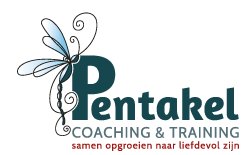 Pentakel
COACHING & TRAINING
samen opgroeien naar liefdevol zijn